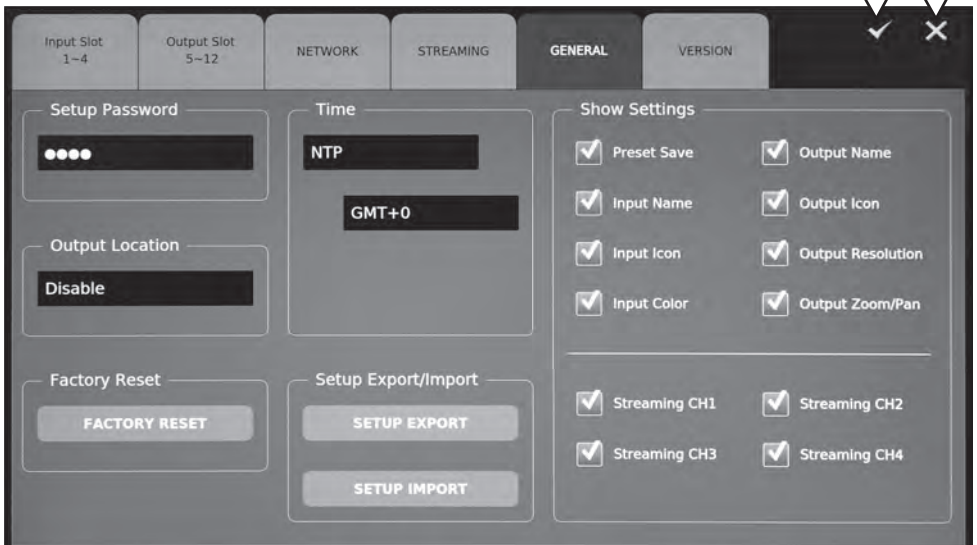 Input Slot
1~4
Output Slot
5~12
NETWORK
STREAMING
GENERAL
VERSION
Setup Password
●●●●
Output Location
Disable
Factory Reset
FACTORY RESET
Time
NTP
GMT+0
Setup Export/Import
SETUP EXPORT
SETUP IMPORT
Show Settings
Preset Save
Output Name
Input Name
Output Icon
Input Icon
Output Resolution
Input Color
Output Zoom/Pan
Streaming CH1
Streaming CH2
Streaming CH3
Streaming CH4